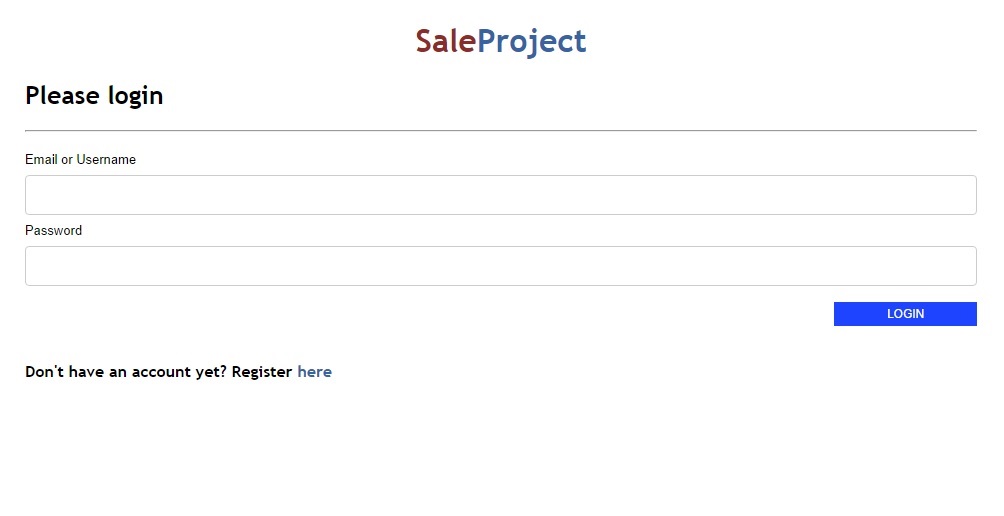 SaleProject
Please login
Email or Username
Password
LOGIN
Don't have an account yet? Register here